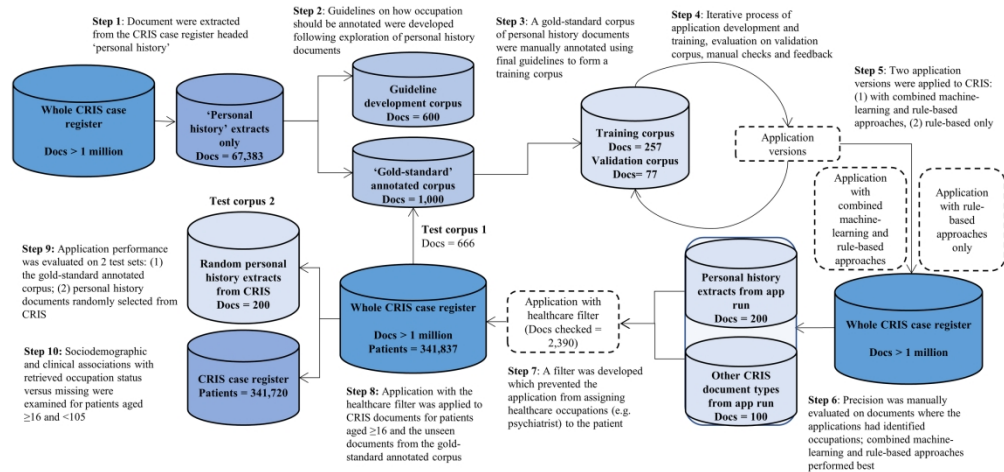 Step 1: Document were extracted
from the CRIS case register headed
‘personal history’
Whole CRIS case
register
Docs > 1 million
‘Personal
history’ extracts
only
Docs = 67,383
Step 2: Guidelines on how occupation
should be annotated were developed
following exploration of personal history
documents
Guideline
development corpus
Docs = 600
‘Gold-standard’
annotated corpus
Docs = 1,000
Step 3: A gold-standard corpus
of personal history documents
were manually annotated using
final guidelines to form a
training corpus
Training corpus
Docs = 257
Validation corpus
Docs= 77
Step 4: Iterative process of
application development and
training, evaluation on validation
corpus, manual checks and feedback
Application
versions
Step 5: Two application
versions were applied to CRIS:
(1) with combined machine-
learning and rule-based
approaches, (2) rule-based only
Application
with
combined
machine-
learning and
rule-based
approaches
Application
with rule-
based
approaches
only
Whole CRIS case register
Docs > 1 million
Step 6: Precision was manually
evaluated on documents where the
applications had identified
occupations; combined machine-
learning and rule-based approaches
performed best
Personal history
extracts from app
run
Docs = 200
Other CRIS
document types
from app run
Docs = 100
Application with
healthcare filter
(Docs checked =
2,390)
Step 7: A filter was developed
which prevented the
application from assigning
healthcare occupations (e.g.
psychiatrist) to the patient
Test corpus 1
Docs = 666
Whole CRIS case register
Docs > 1 million
Patients = 341,837
Step 8: Application with the
healthcare filter was applied to
CRIS documents for patients
aged ≥16 and the unseen
documents from the gold-
standard annotated corpus
Test corpus 2
Random personal
history extracts
from CRIS
Docs = 200
Step 9: Application performance
was evaluated on 2 test sets: (1)
the gold-standard annotated
corpus; (2) personal history
documents randomly selected from
CRIS
CRIS case register
Patients = 341,720
Step 10: Sociodemographic
and clinical associations with
retrieved occupation status
versus missing were
examined for patients aged
≥16 and <105